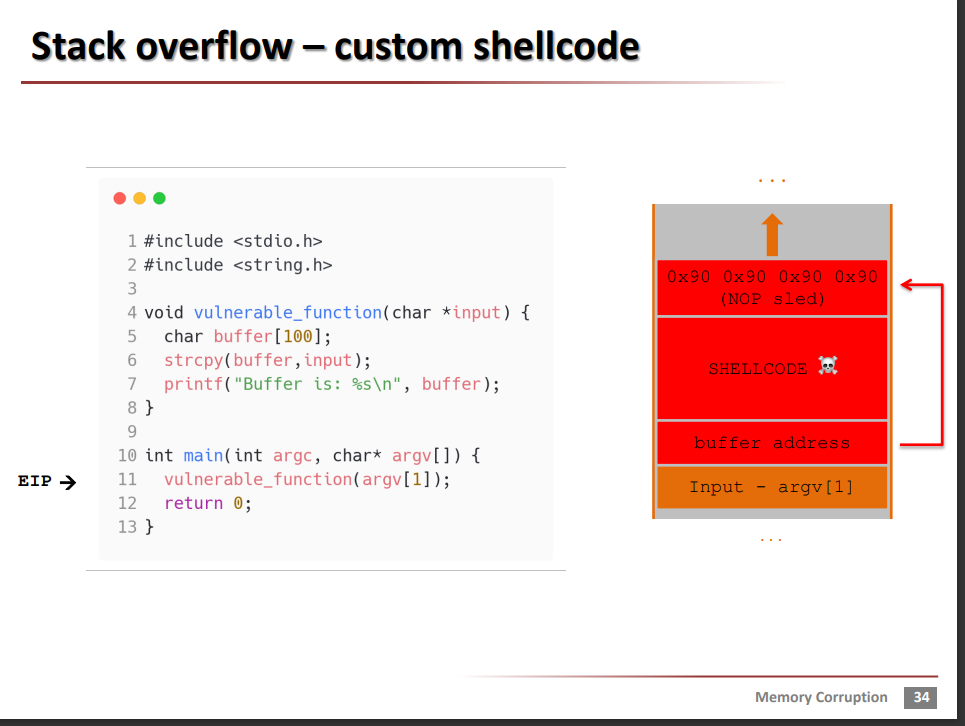 Stack overflow – custom shellcode
1 #include <stdio.h>
2 #include <string.h>
3
4 void vulnerable_function(char *input) {
5   char buffer[100];
6   strcpy(buffer,input);
7   printf("Buffer is: %s\n", buffer);
8 }
9
10 int main(int argc, char* argv[]) {
EIP →
11   vulnerable_function(argv[1]);
12   return 0;
13 }
...
0x90 0x90 0x90 0x90
(NOP sled)
SHELLCODE ☠
buffer address
Input - argv[1]
...
Memory Corruption 34